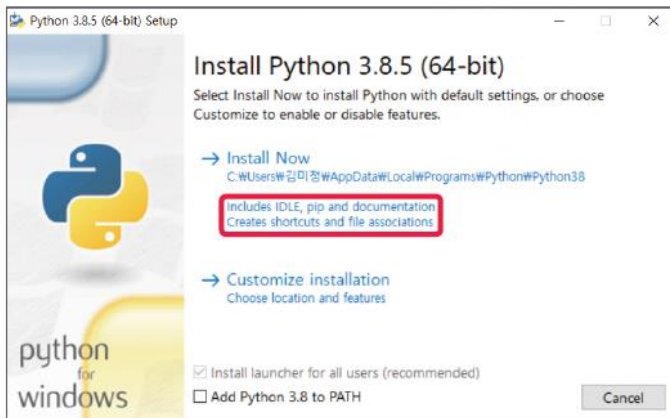 Python 3.8.5 (64-bit) Setup
Install Python 3.8.5 (64-bit)
Select Install Now to install Python with default settings, or choose
Customize to enable or disable features.
→ Install Now
C:₩Users₩김미정₩AppData₩Local₩Programs₩Python₩Python38
Includes IDLE, pip and documentation
Creates shortcuts and file associations
→ Customize installation
Choose location and features
python
for
windows
Install launcher for all users (recommended)
Add Python 3.8 to PATH
Cancel